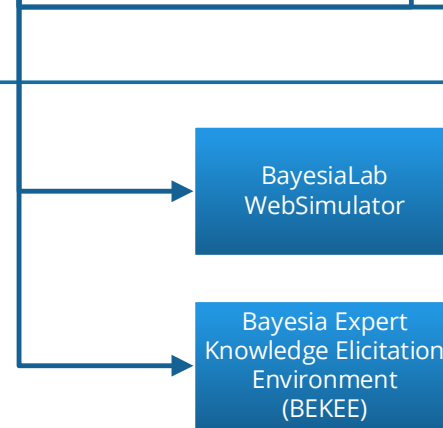 BayesiaLab
WebSimulator
Bayesia Expert
Knowledge Elicitation
Environment
(BEKEE)